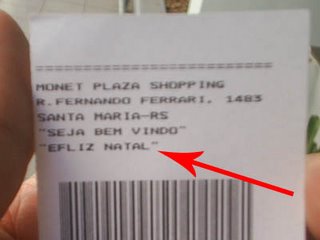 ================================
MONET PLAZA SHOPPING
R.FERNANDO FERRARI, 1483
SANTA MARIA-RS
"SEJA BEM VINDO"
"EFLIZ NATAL"